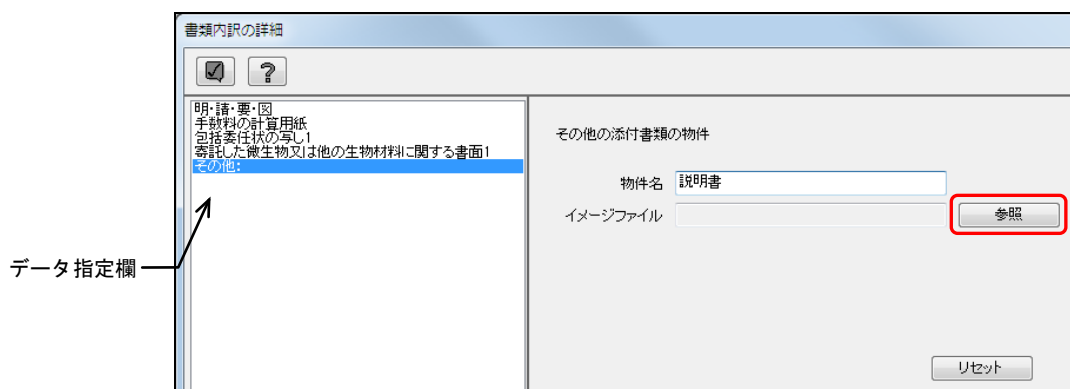 書類内訳の詳細
?
明・請・要・図
手数料の計算用紙
包括委任状の写し1
寄託した微生物又は他の生物材料に関する書面1
その他:
その他の添付書類の物件
物件名 説明書
イメージファイル 参照
データ指定欄
リセット